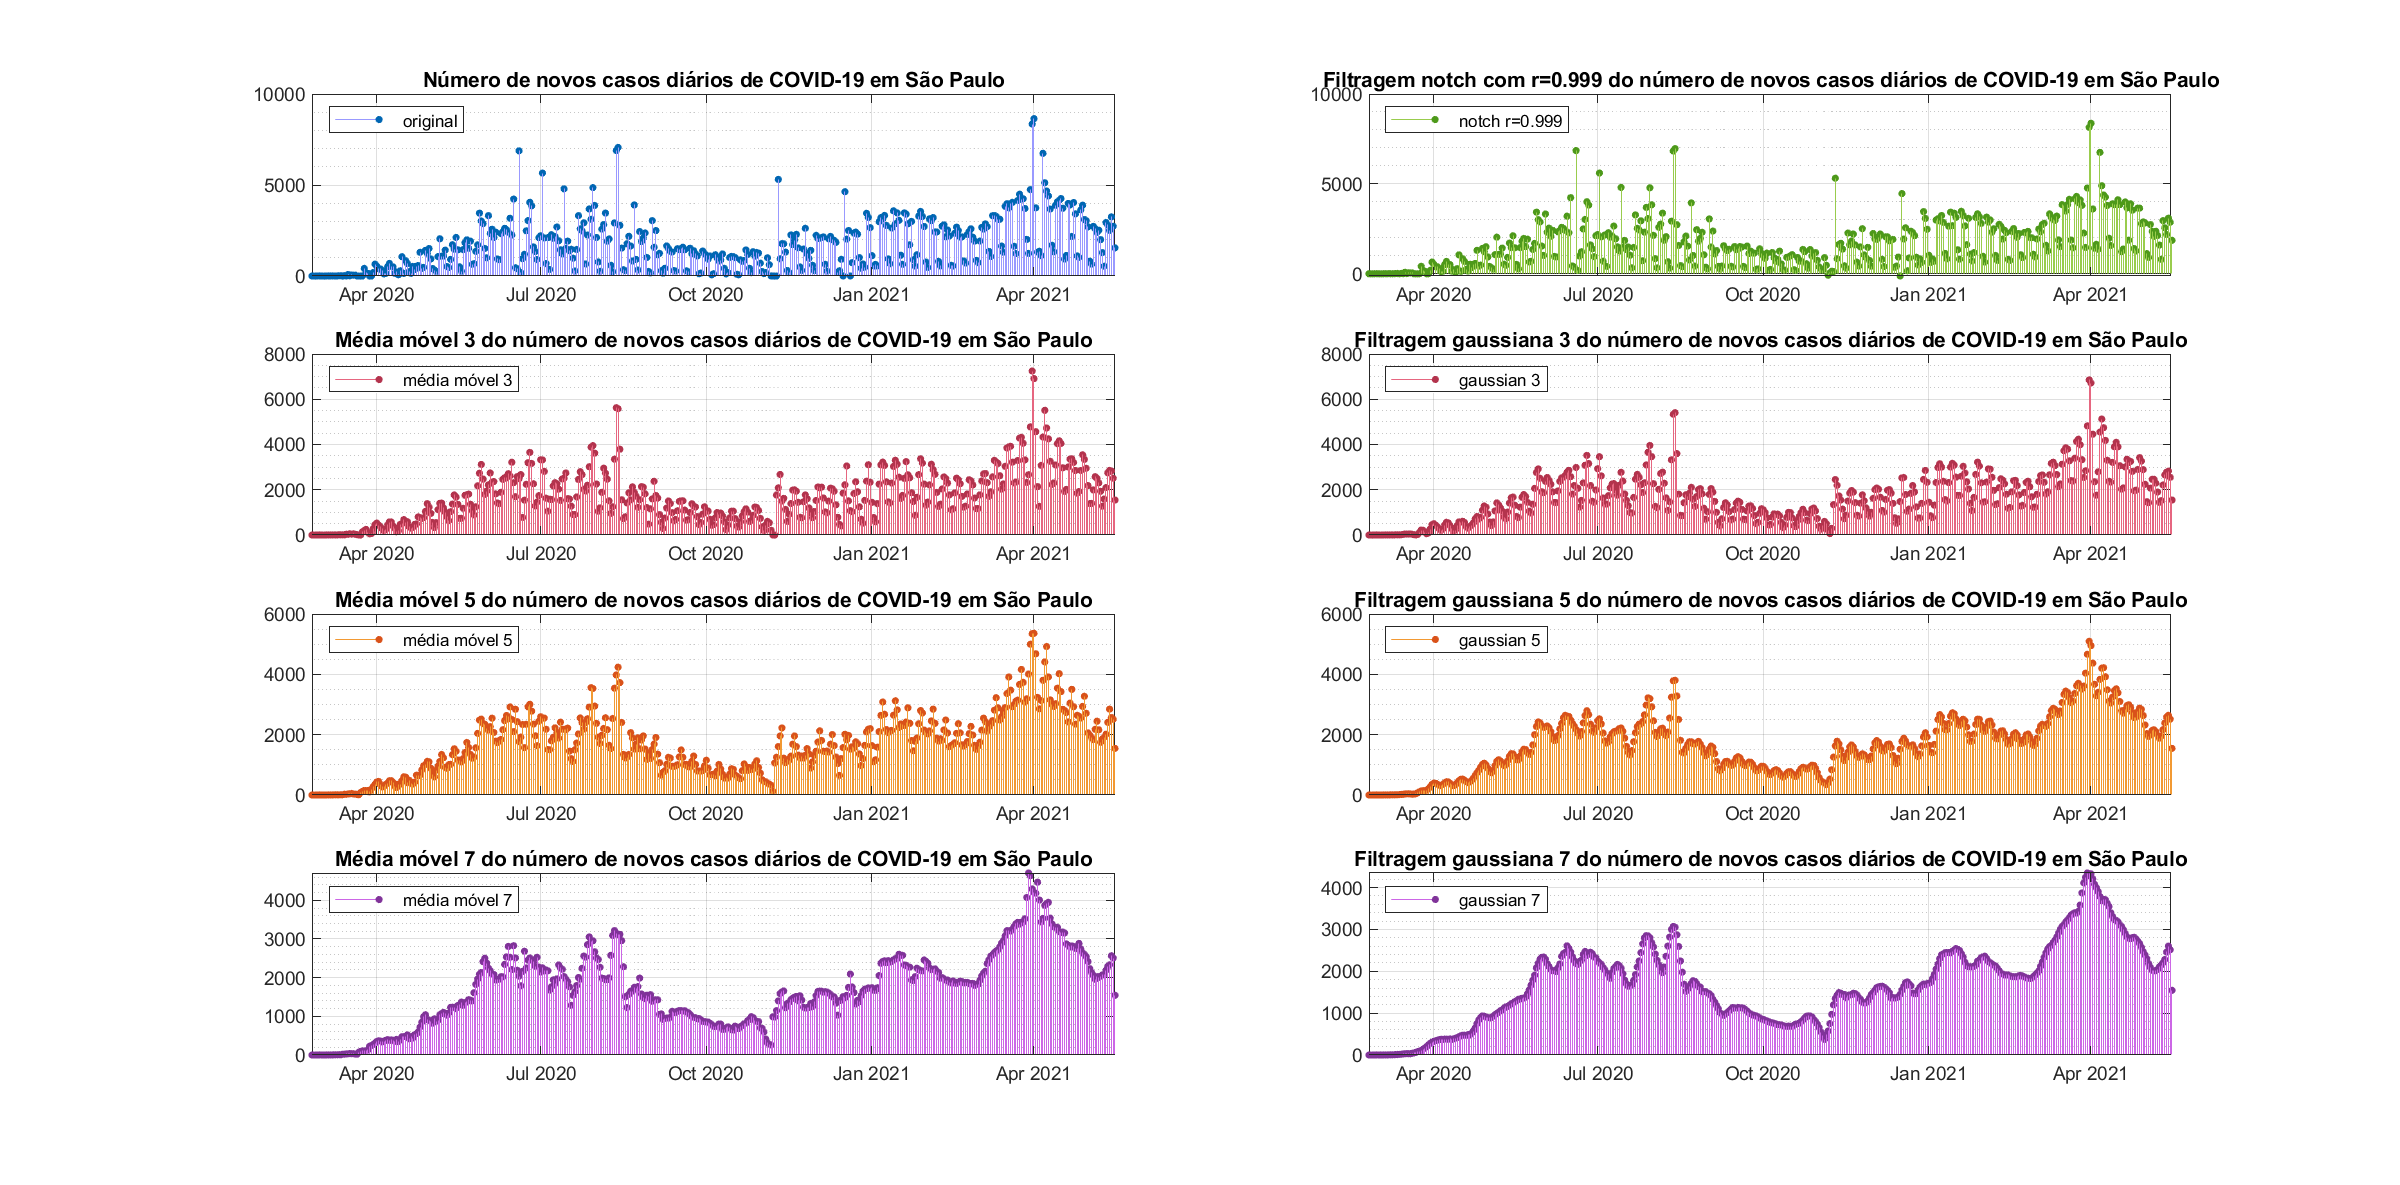 Número de novos casos diários de COVID-19 em São Paulo
10000
5000
0
original
Apr 2020 Jul 2020 Oct 2020 Jan 2021 Apr 2021
Média móvel 3 do número de novos casos diários de COVID-19 em São Paulo
8000
6000
4000
2000
0
média móvel 3
Apr 2020 Jul 2020 Oct 2020 Jan 2021 Apr 2021
Média móvel 5 do número de novos casos diários de COVID-19 em São Paulo
6000
4000
2000
0
média móvel 5
Apr 2020 Jul 2020 Oct 2020 Jan 2021 Apr 2021
Média móvel 7 do número de novos casos diários de COVID-19 em São Paulo
4000
3000
2000
1000
0
média móvel 7
Apr 2020 Jul 2020 Oct 2020 Jan 2021 Apr 2021
Filtragem notch com r=0.999 do número de novos casos diários de COVID-19 em São Paulo
10000
5000
0
notch r=0.999
Apr 2020 Jul 2020 Oct 2020 Jan 2021 Apr 2021
Filtragem gaussiana 3 do número de novos casos diários de COVID-19 em São Paulo
8000
6000
4000
2000
0
gaussian 3
Apr 2020 Jul 2020 Oct 2020 Jan 2021 Apr 2021
Filtragem gaussiana 5 do número de novos casos diários de COVID-19 em São Paulo
6000
4000
2000
0
gaussian 5
Apr 2020 Jul 2020 Oct 2020 Jan 2021 Apr 2021
Filtragem gaussiana 7 do número de novos casos diários de COVID-19 em São Paulo
4000
3000
2000
1000
0
gaussian 7
Apr 2020 Jul 2020 Oct 2020 Jan 2021 Apr 2021